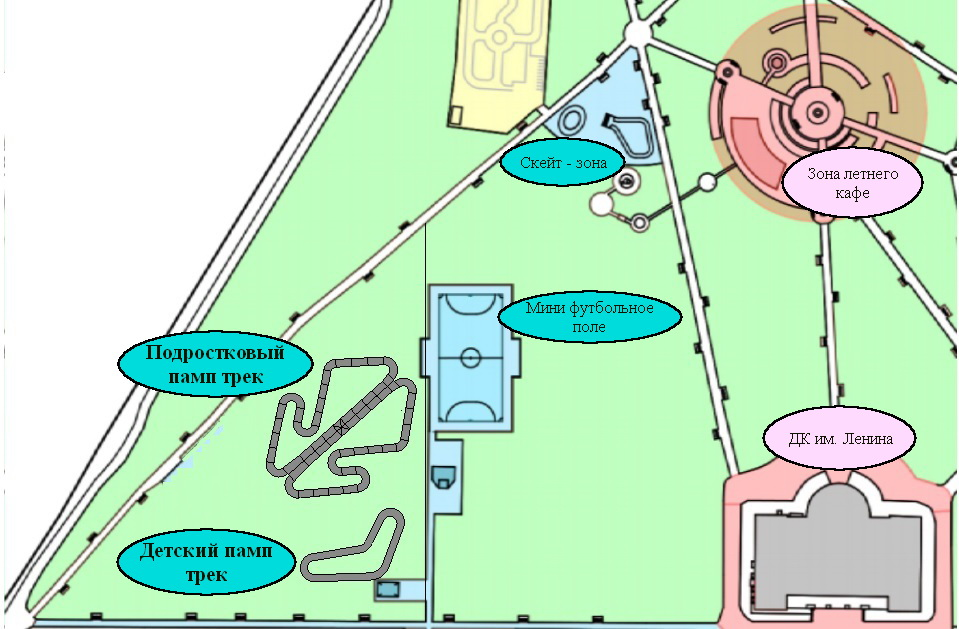 Скейт - зона
Зона летнего
кафе
Мини футбольное
поле
Подростковый
памп трек
ДК им. Ленина
Детский памп
трек